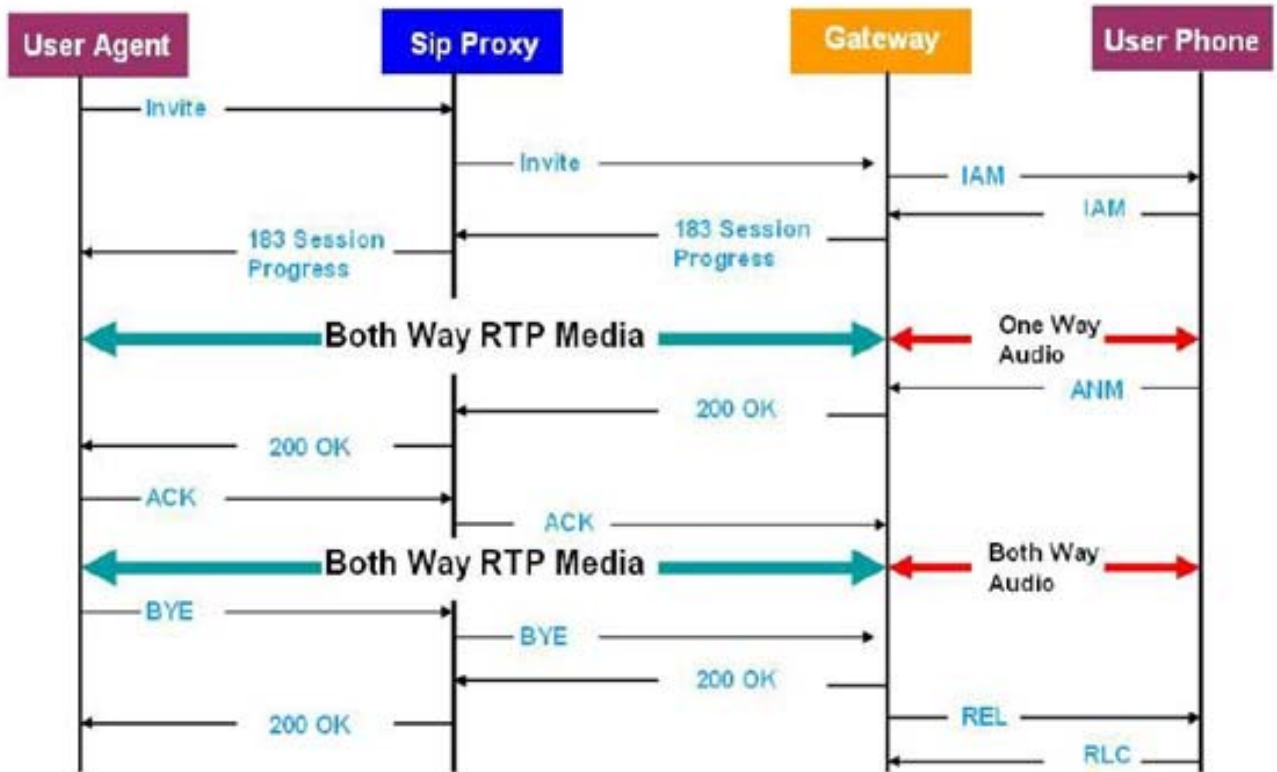 User Agent
Sip Proxy
Gateway
User Phone
Invite
Invite
IAM
IAM
183 Session
Progress
183 Session
Progress
Both Way RTP Media
One Way
Audio
ANM
200 OK
200 OK
ACK
ACK
Both Way RTP Media
Both Way
Audio
BYE
BYE
200 OK
200 OK
REL
RLC